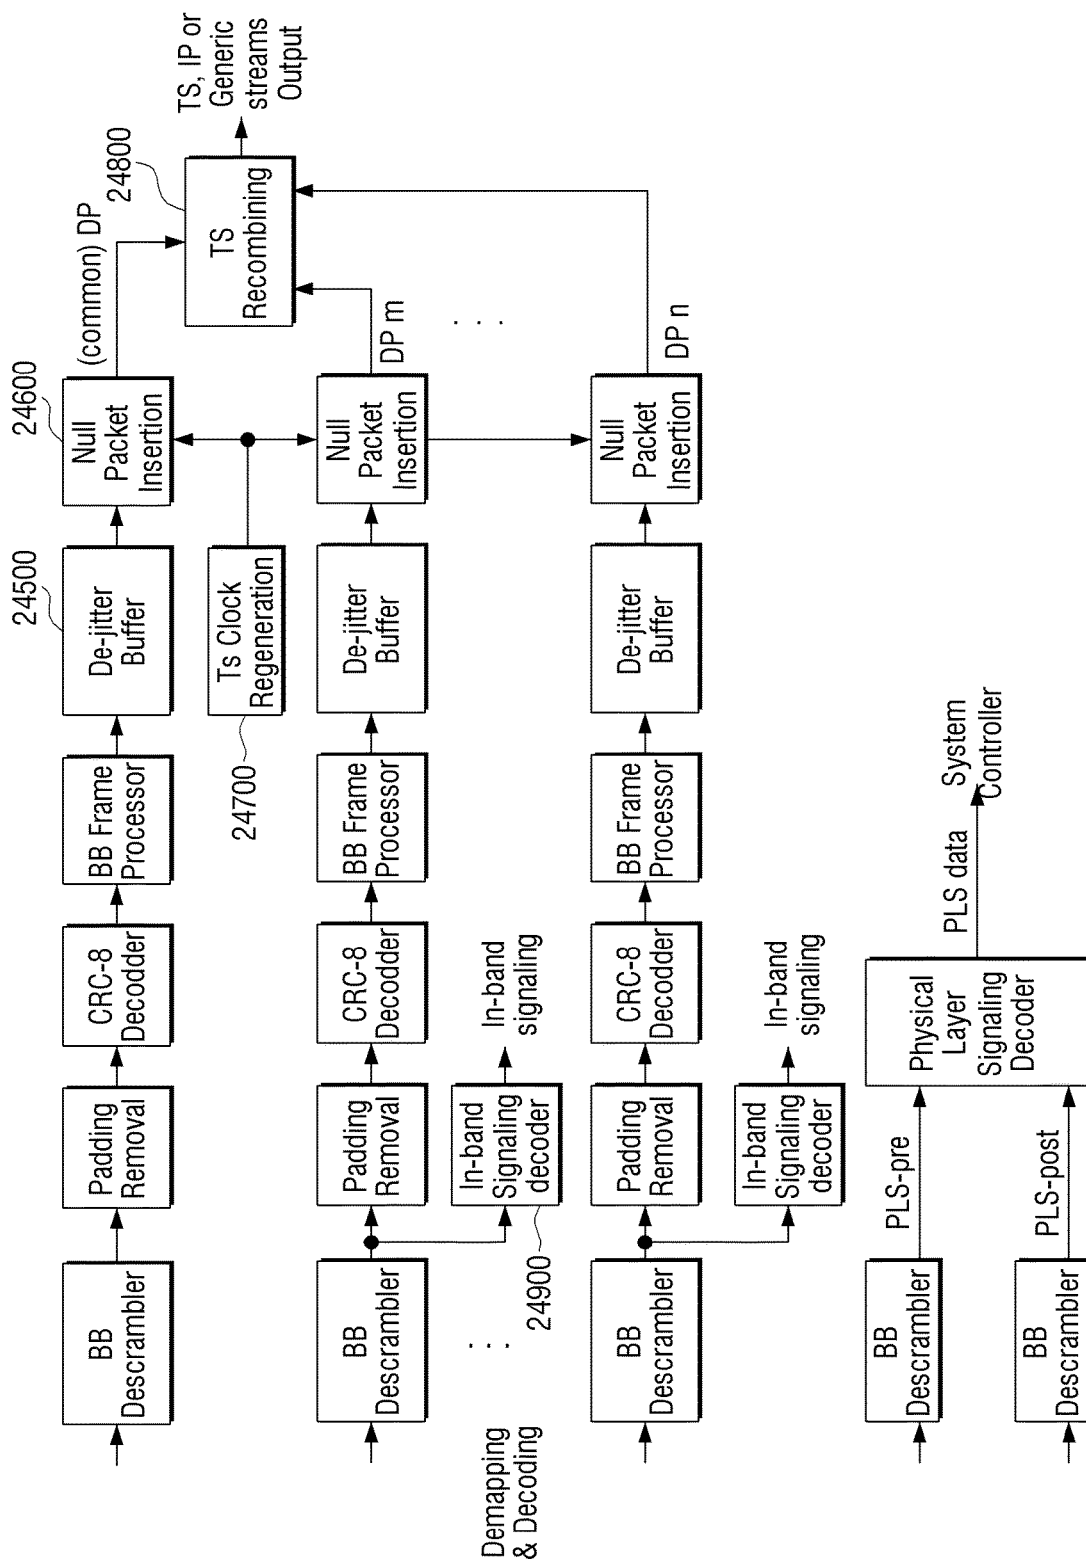 24500
24600
(common) DP
24800
TS, IP or
Generic
streams
Output
BB
Descrambler
Padding
Removal
CRC-8
Decodder
BB Frame
Processor
De-jitter
Buffer
Null
Packet
Insertion
TS
Recombining
24700
Ts Clock
Regeneration
BB
Descrambler
Padding
Removal
CRC-8
Decodder
BB Frame
Processor
De-jitter
Buffer
Null
Packet
Insertion
DP m
In-band
Signaling
decoder
In-band
signaling
24900
. . .
. . .
Demapping
& Decoding
BB
Descrambler
Padding
Removal
CRC-8
Decodder
BB Frame
Processor
De-jitter
Buffer
Null
Packet
Insertion
DP n
In-band
Signaling
decoder
In-band
signaling
BB
Descrambler
PLS-pre
Physical
Layer
Signaling
Decoder
PLS data
System
Controller
BB
Descrambler
PLS-post